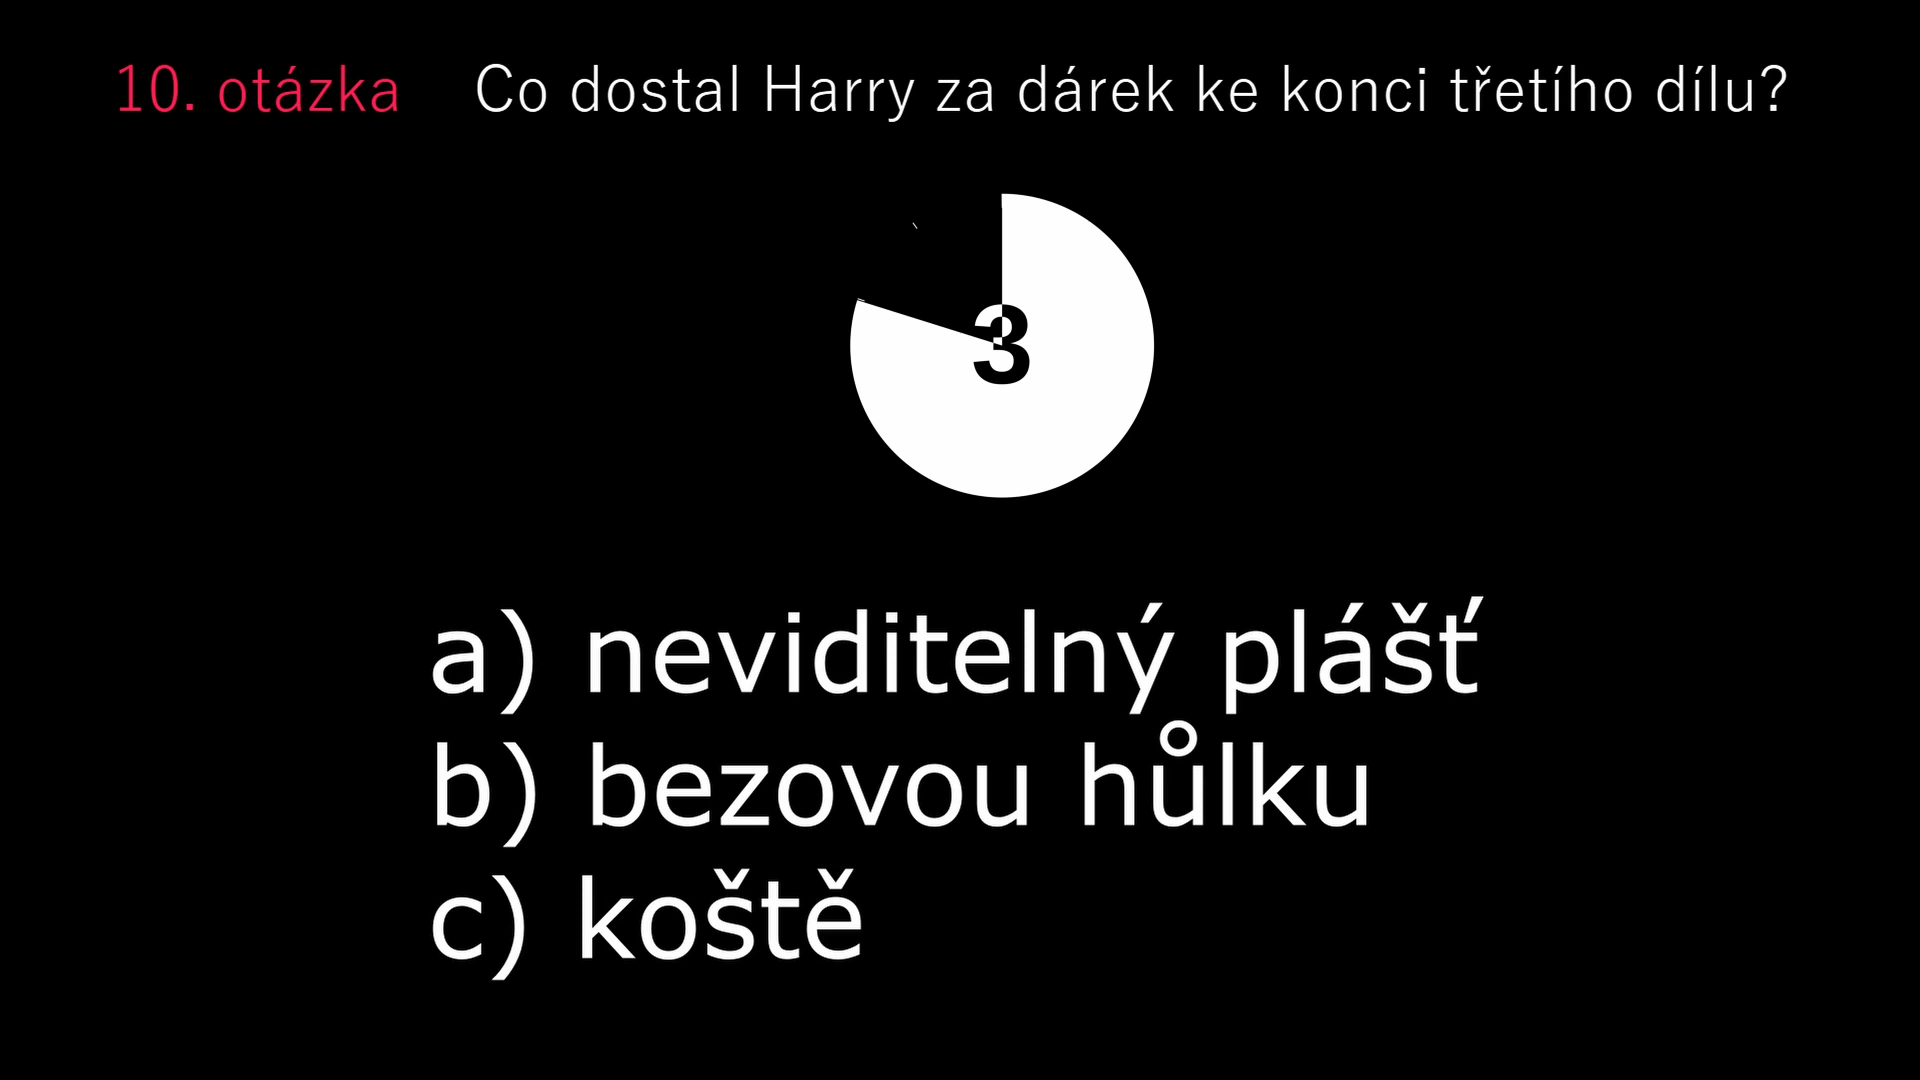 10. otázka Co dostal Harry za dárek ke konci třetího dílu?
3
a) neviditelný plášť
b) bezovou hůlku
c) koště